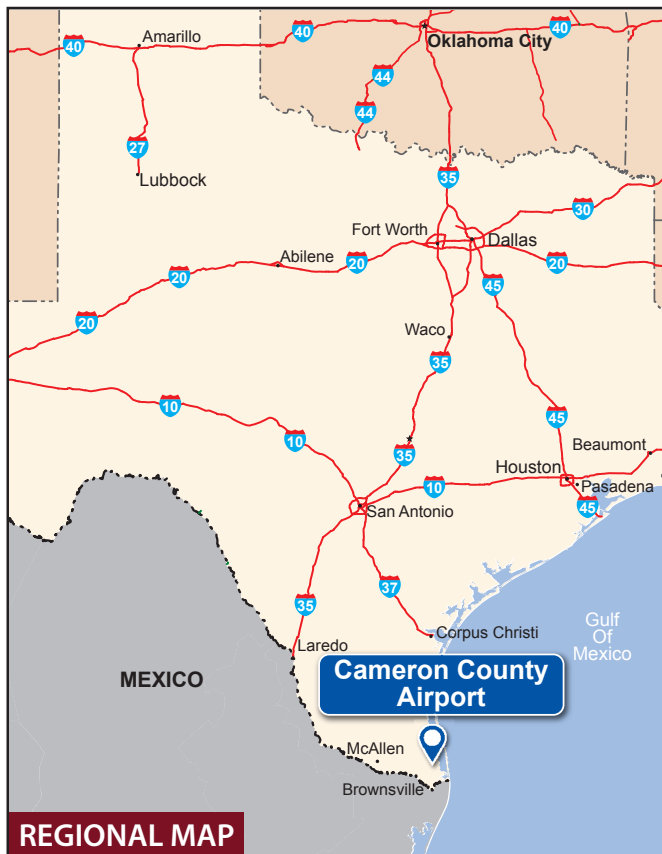 40
Amarillo
40
Oklahoma City
40
44
44
27
Lubbock
35
30
Fort Worth
Dallas
Abilene
20
20
20
45
20
Waco
35
10
45
10
35
Beaumont
Houston
10
Pasadena
San Antonio
45
37
35
Gulf
Of
Mexico
Corpus Christi
Laredo
Cameron County
Airport
MEXICO
McAllen
Brownsville
REGIONAL MAP